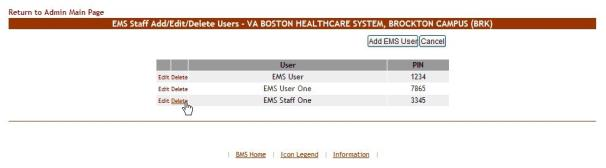 Return to Admin Main Page
EMS Staff Add/Edit/Delete Users - VA BOSTON HEALTHCARE SYSTEM, BROCKTON CAMPUS (BRK)
Add EMS User Cancel
User PIN
Edit Delete EMS User 1234
Edit Delete EMS User One 7865
Edit Delete EMS Staff One 3345
| BMS Home | Icon Legend | Information |